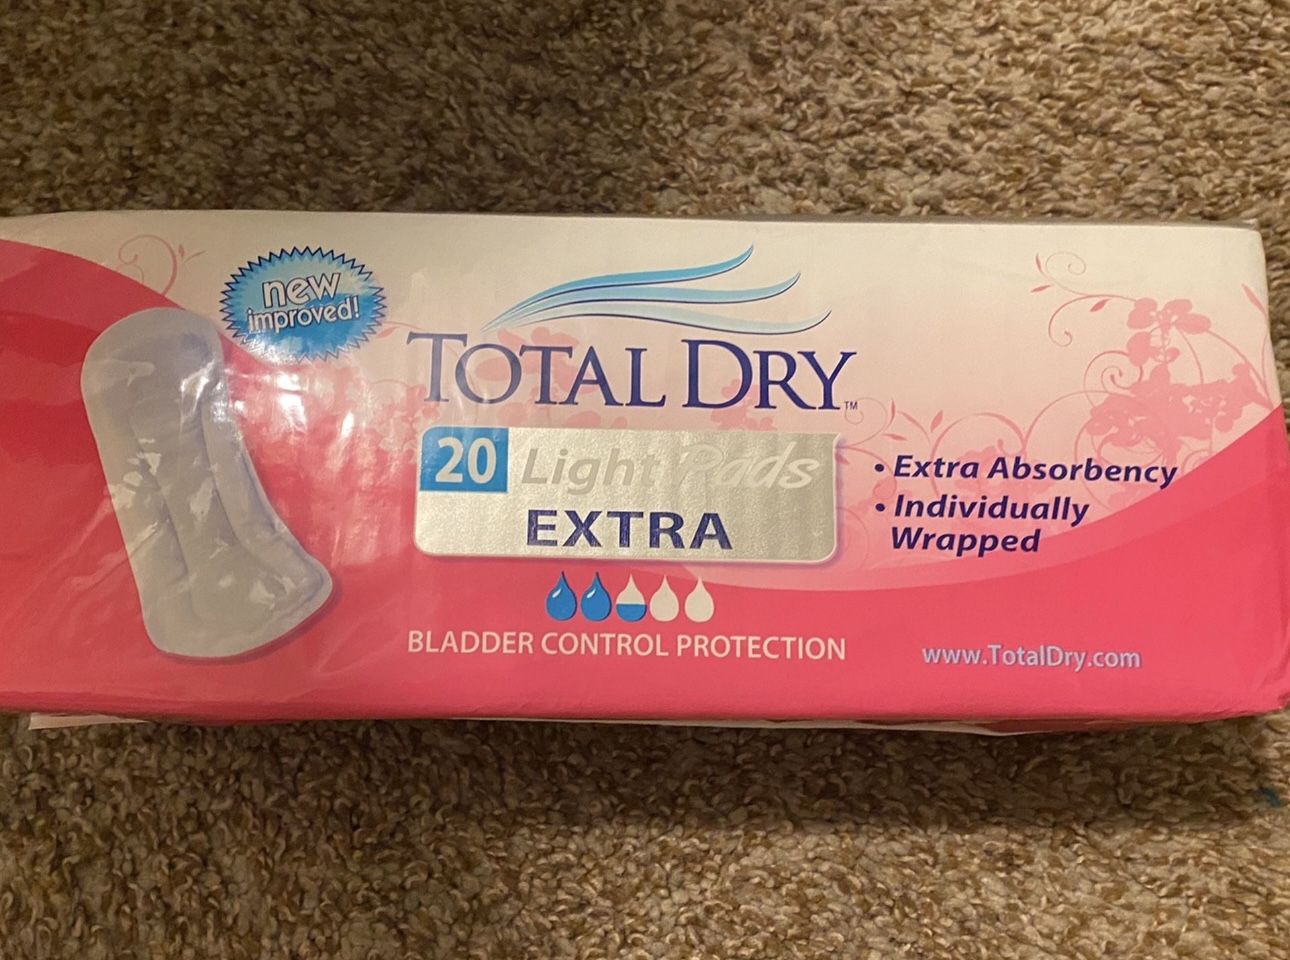 new
improved!
TOTAL DRY™
20 Light Pads
EXTRA
• Extra Absorbency
• Individually
Wrapped
BLADDER CONTROL PROTECTION
www.TotalDry.com